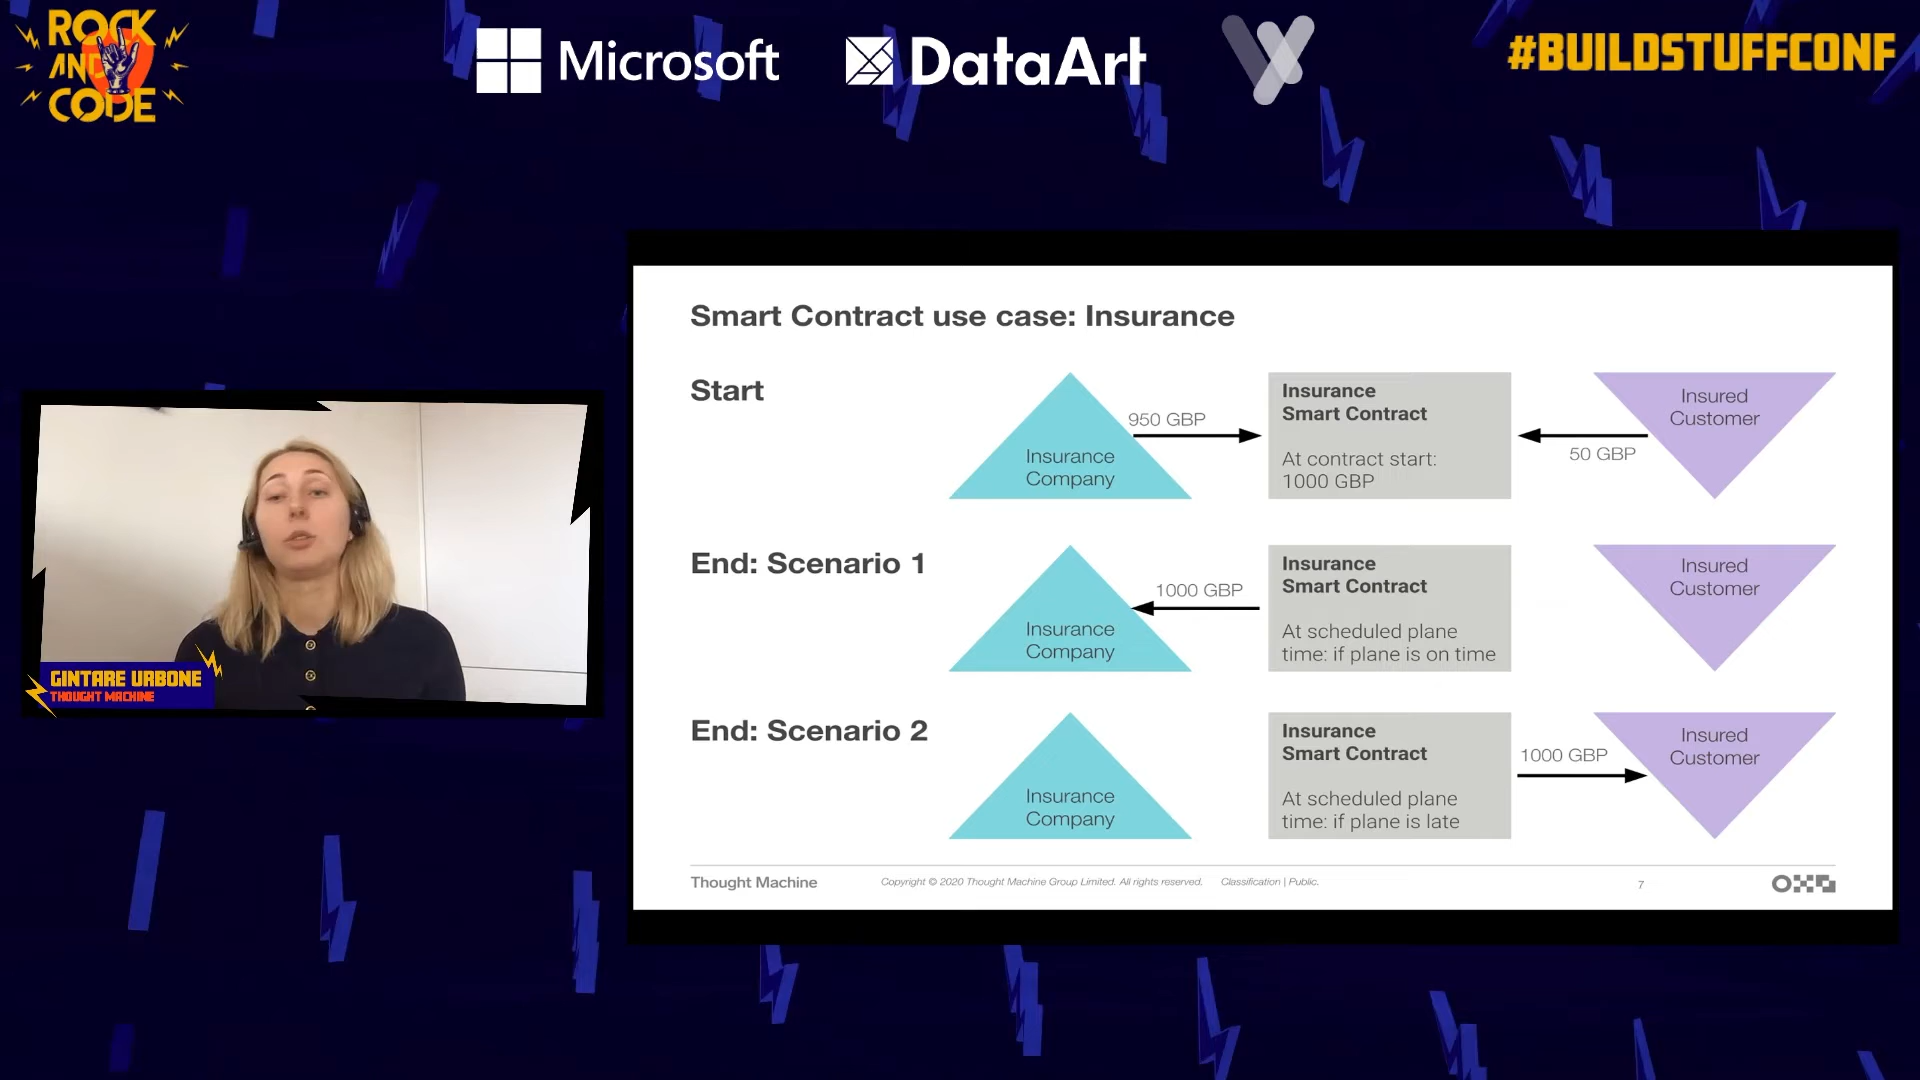 ROCK
AND
CODE
Microsoft
DataArt
#BUILDSTUFFCONF
GINTARE URBONE
THOUGHT MACHINE
Smart Contract use case: Insurance
Start
Insurance
Company
950 GBP
Insurance
Smart Contract
At contract start:
1000 GBP
50 GBP
Insured
Customer
End: Scenario 1
Insurance
Company
1000 GBP
Insurance
Smart Contract
At scheduled plane
time: if plane is on time
Insured
Customer
End: Scenario 2
Insurance
Company
Insurance
Smart Contract
At scheduled plane
time: if plane is late
1000 GBP
Insured
Customer
Thought Machine
Copyright © 2020 Thought Machine Group Limited. All rights reserved.
Classification | Public.
7